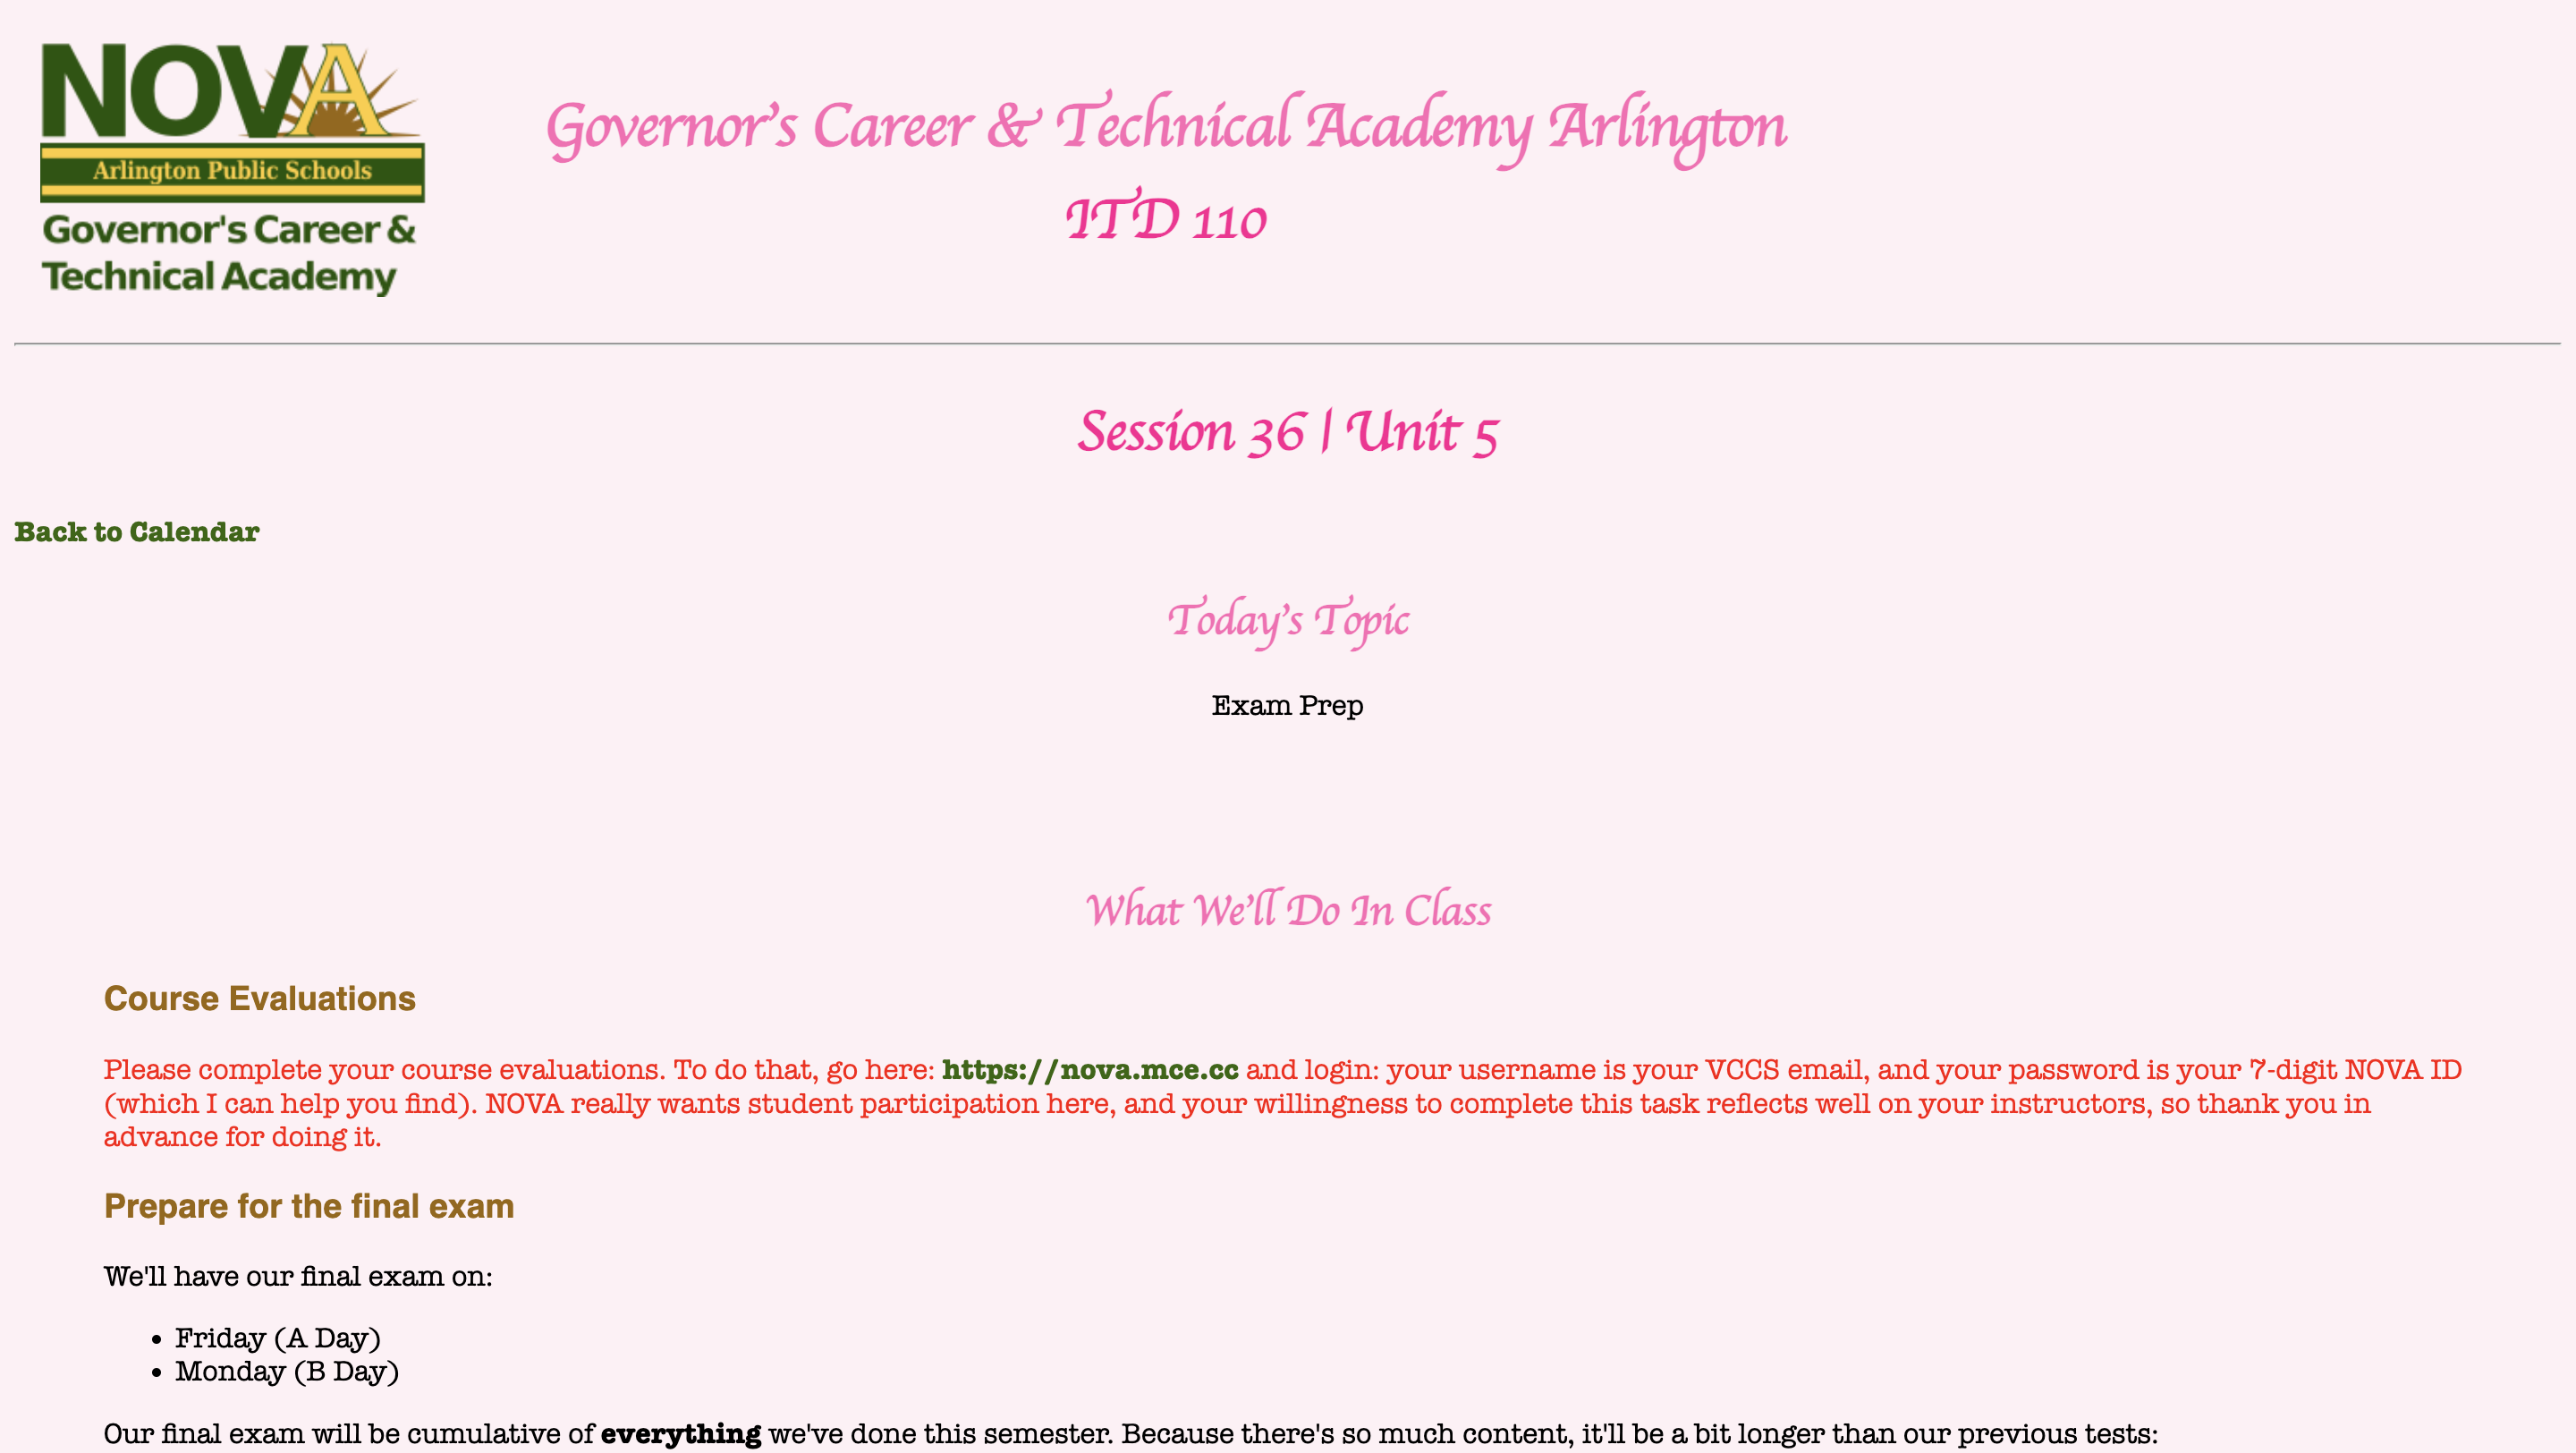 NOVA
Arlington Public Schools
Governor's Career &
Technical Academy
Governor's Career & Technical Academy Arlington
ITD 110
Session 36 | Unit 5
Back to Calendar
Today's Topic
Exam Prep
What We'll Do In Class
Course Evaluations
Please complete your course evaluations. To do that, go here: https://nova.mce.cc and login: your username is your VCCS email, and your password is your 7-digit NOVA ID
(which I can help you find). NOVA really wants student participation here, and your willingness to complete this task reflects well on your instructors, so thank you in
advance for doing it.
Prepare for the final exam
We'll have our final exam on:
• Friday (A Day)
• Monday (B Day)
Our final exam will be cumulative of everything we've done this semester. Because there's so much content, it'll be a bit longer than our previous tests: